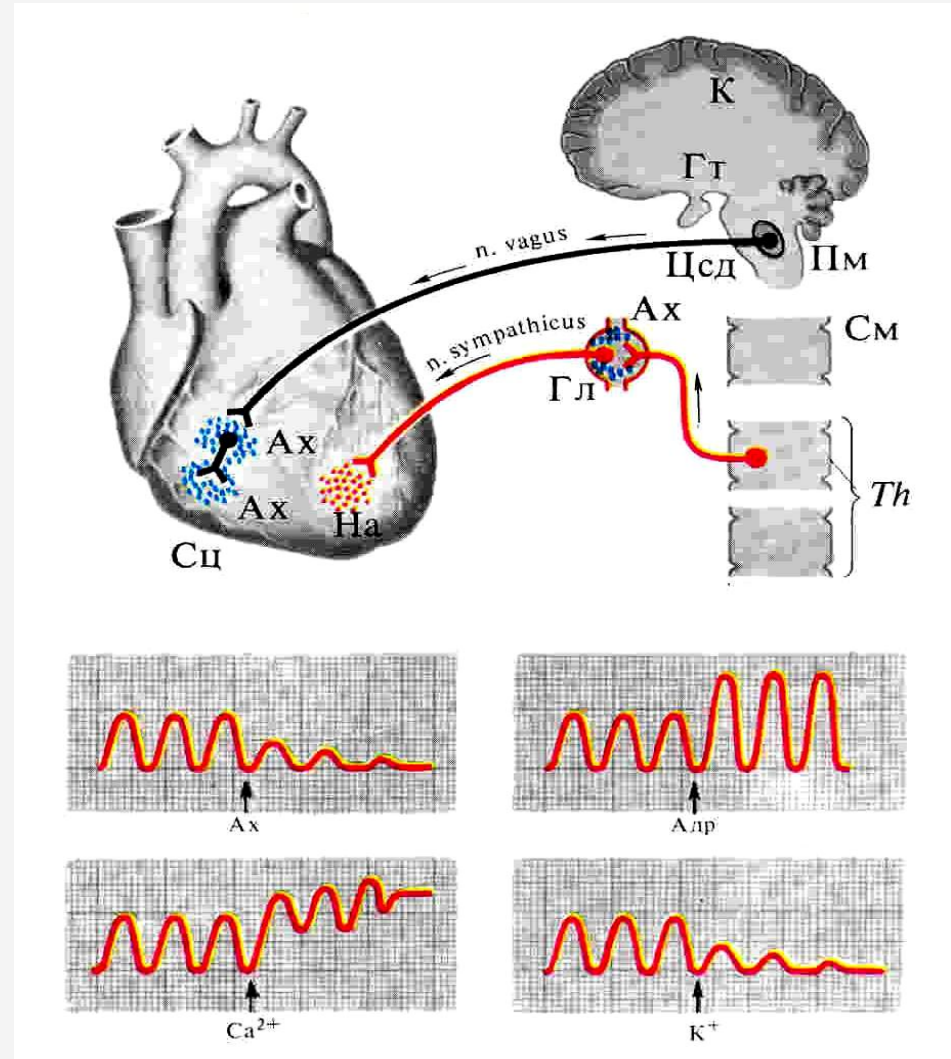 К
Гт
n. vagus
Цсд
Пм
n. sympathicus
Ах
См
Гл
Ах
Ах
На
Th
Сц
Ах
Адр
Ca²⁺
K⁺